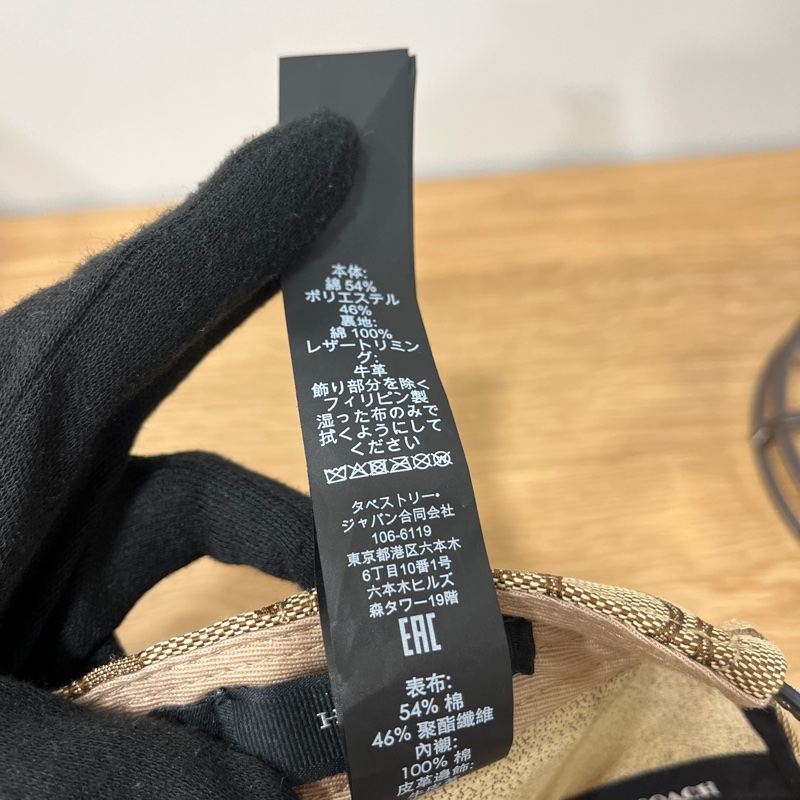 本体:
綿 54%
ポリエステル
46%
裏地:
綿 100%
レザートリミン
グ:
牛革
飾り部分を除く
フィリピン製
湿った布のみで
拭くようにして
ください
タペストリー・
ジャパン合同会社
106-6119
東京都港区六本木
6丁目10番1号
六本木ヒルズ
森タワー19階
EAC
表布:
54% 棉
46% 聚酯纖維
內襯:
100% 棉
皮革邊飾:
COACH